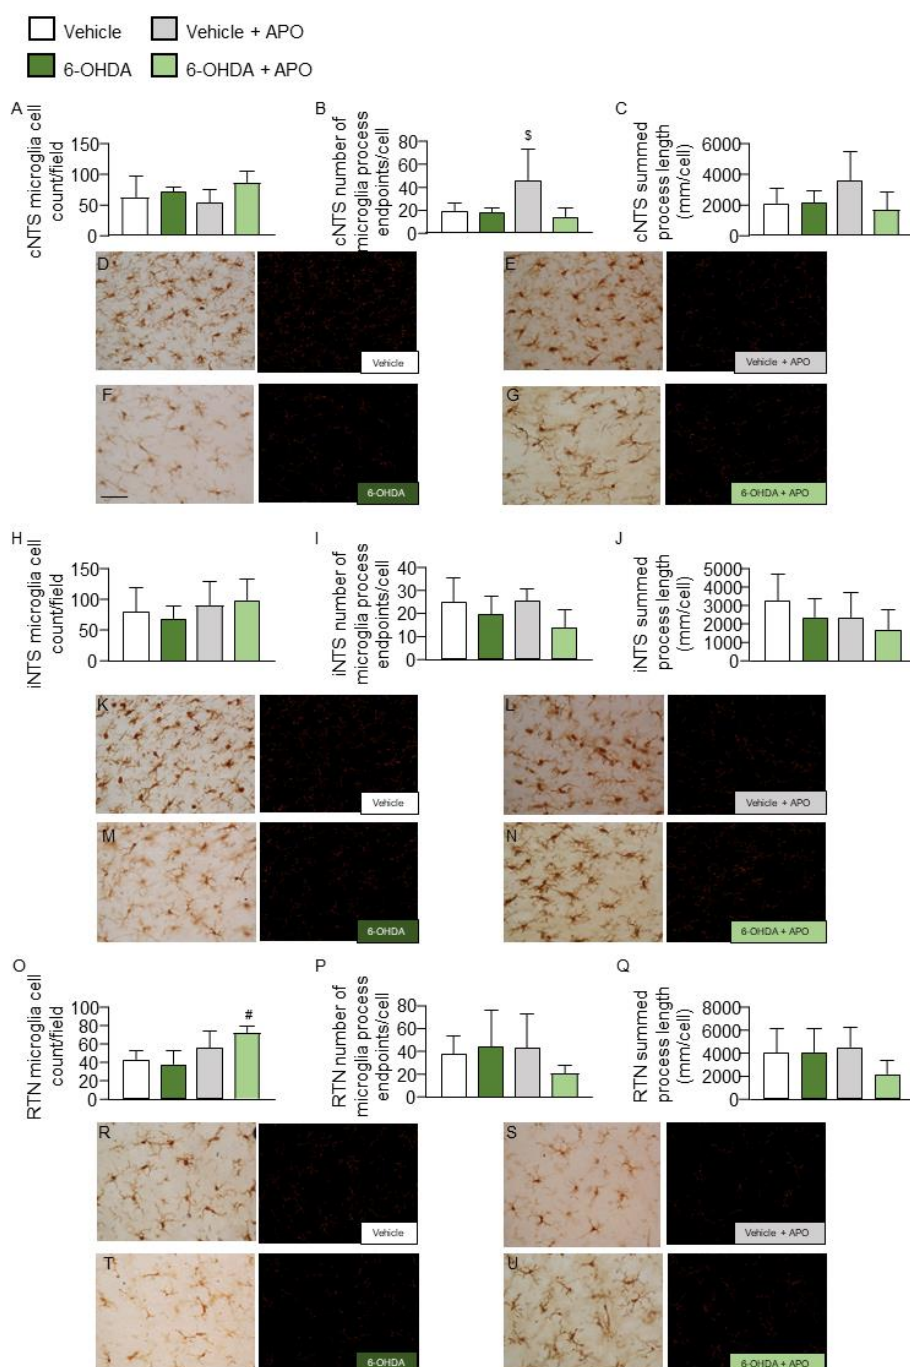 Vehicle
Vehicle + APO
6-OHDA
6-OHDA + APO
A
cNTS microglia cell
count/field
150
100
50
0
B
cNTS number of
microglia process
endpoints/cell
80
60
40
20
0
$
C
cNTS summed
process length
(mm/cell)
6000
4000
2000
0
D
Vehicle
E
Vehicle + APO
F
6-OHDA
G
6-OHDA + APO
H
iNTS microglia cell
count/field
150
100
50
0
I
iNTS number of
microglia process
endpoints/cell
40
30
20
10
0
J
iNTS summed
process length
(mm/cell)
5000
4000
3000
2000
1000
0
K
Vehicle
L
Vehicle + APO
M
6-OHDA
N
6-OHDA + APO
O
RTN microglia cell
count/field
100
80
60
40
20
0
#
P
RTN number of
microglia process
endpoints/cell
80
60
40
20
0
Q
RTN summed
process length
(mm/cell)
8000
6000
4000
2000
0
R
Vehicle
S
Vehicle + APO
T
6-OHDA
U
6-OHDA + APO